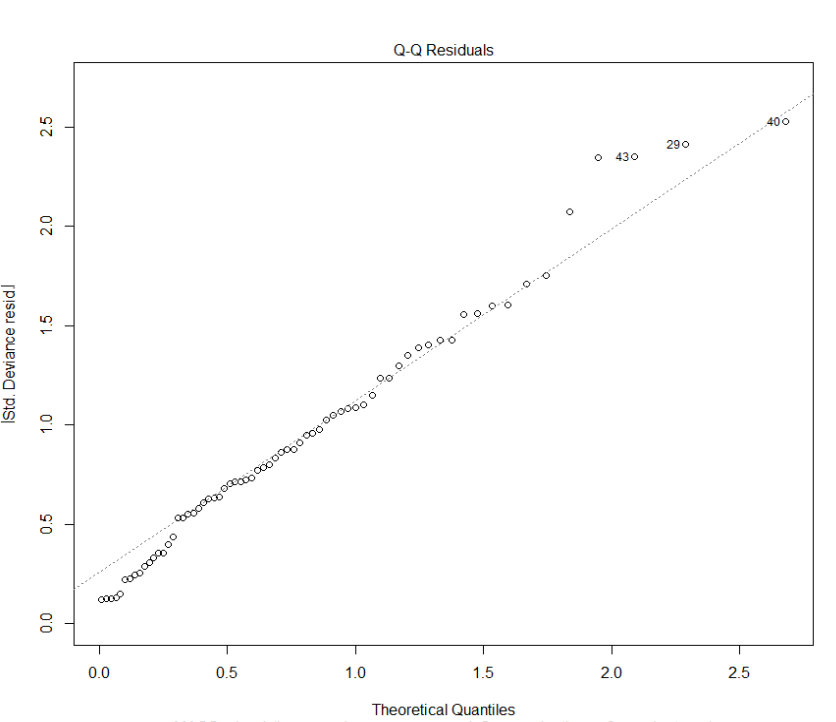 Q-Q Residuals
2.5
2.0
1.5
1.0
0.5
0.0
|Std. Deviance resid.|
40
29
43
0.0 0.5 1.0 1.5 2.0 2.5
Theoretical Quantiles